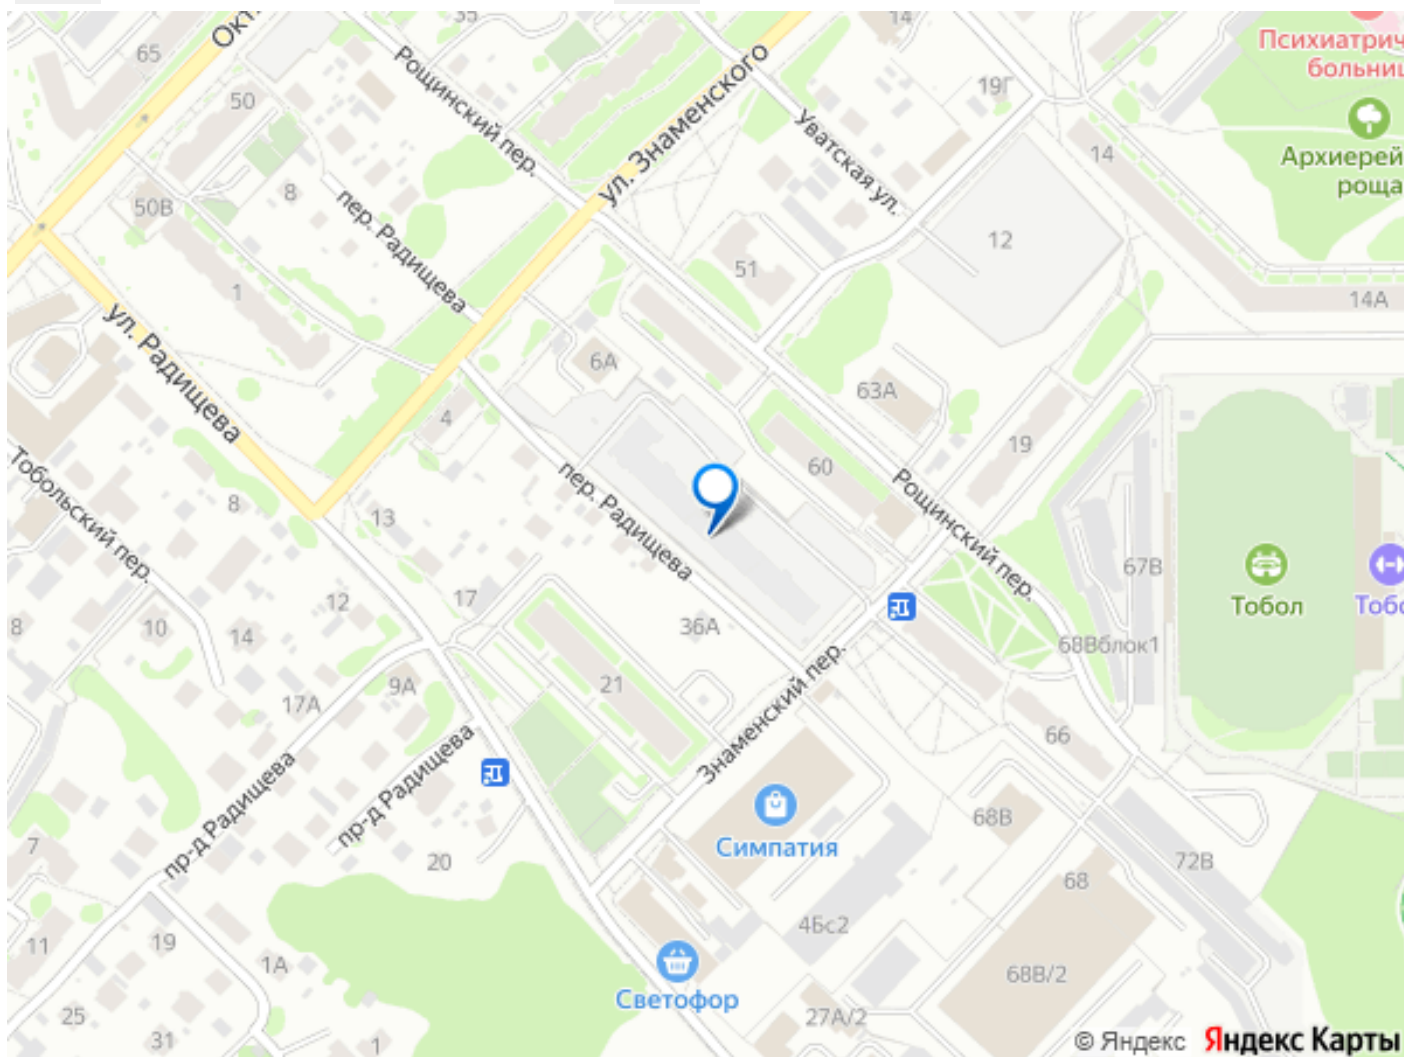 35
14
65
Окт
Рощинский пер.
ул. Знаменского
Психиатрич
больниц
19Г
50
Уватская ул.
14
Архиерей
роща
8
50В
пер. Радищева
12
51
1
14А
ул. Радищева
6А
63А
4
19
60
Тобольский пер.
8
пер. Радищева
Рощинский пер.
13
67В
Тобол
Тобо
12
17
8
10
14
36А
68Вблок1
21
9А
17А
Знаменский пер.
66
пр-д Радищева
пр-д Радищева
68В
7
Симпатия
20
72В
68
4Бс2
11
19
1А
68В/2
Светофор
25
27А/2
31
1
© Яндекс Яндекс Карты